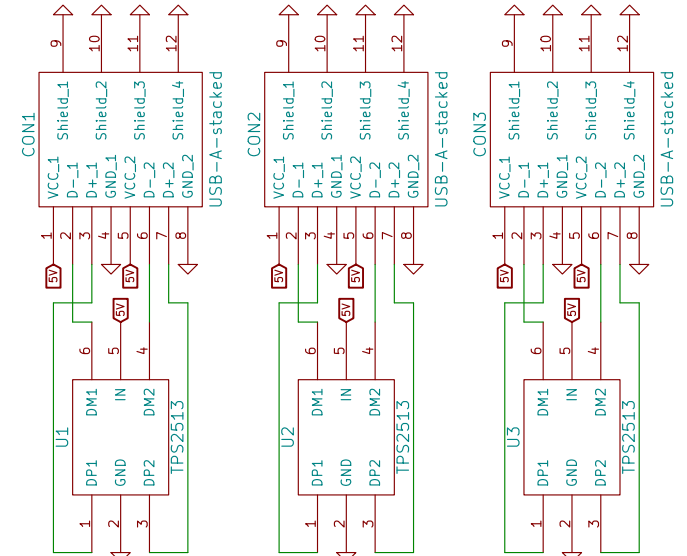 9
10
11
12
Shield_1
Shield_2
Shield_3
Shield_4
CON1
USB-A-stacked
VCC_1
D-_1
D+_1
GND_1
VCC_2
D-_2
D+_2
GND_2
1
2
3
4
5
6
7
8
5V
5V
5V
6
5
4
DM1
IN
DM2
U1
TPS2513
DP1
GND
DP2
1
2
3
9
10
11
12
Shield_1
Shield_2
Shield_3
Shield_4
CON2
USB-A-stacked
VCC_1
D-_1
D+_1
GND_1
VCC_2
D-_2
D+_2
GND_2
1
2
3
4
5
6
7
8
5V
5V
5V
6
5
4
DM1
IN
DM2
U2
TPS2513
DP1
GND
DP2
1
2
3
9
10
11
12
Shield_1
Shield_2
Shield_3
Shield_4
CON3
USB-A-stacked
VCC_1
D-_1
D+_1
GND_1
VCC_2
D-_2
D+_2
GND_2
1
2
3
4
5
6
7
8
5V
5V
5V
6
5
4
DM1
IN
DM2
U3
TPS2513
DP1
GND
DP2
1
2
3